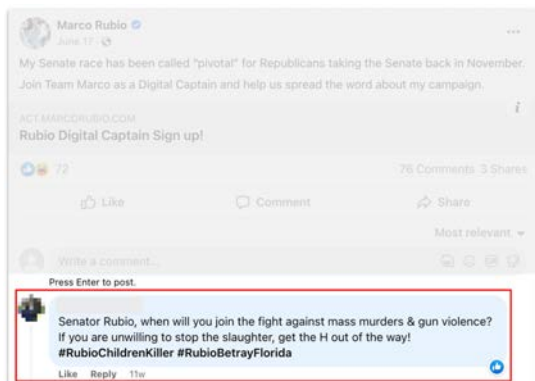 Marco Rubio
June 17
My Senate race has been called "pivotal" for Republicans taking the Senate back in November.
Join Team Marco as a Digital Captain and help us spread the word about my campaign.
ACT.MARCORUBIO.COM
Rubio Digital Captain Sign up!
72
76 Comments 3 Shares
Like
Comment
Share
Most relevant
Write a comment...
Press Enter to post.
Senator Rubio, when will you join the fight against mass murders & gun violence?
If you are unwilling to stop the slaughter, get the H out of the way!
#RubioChildrenKiller #RubioBetrayFlorida
Like Reply 11w